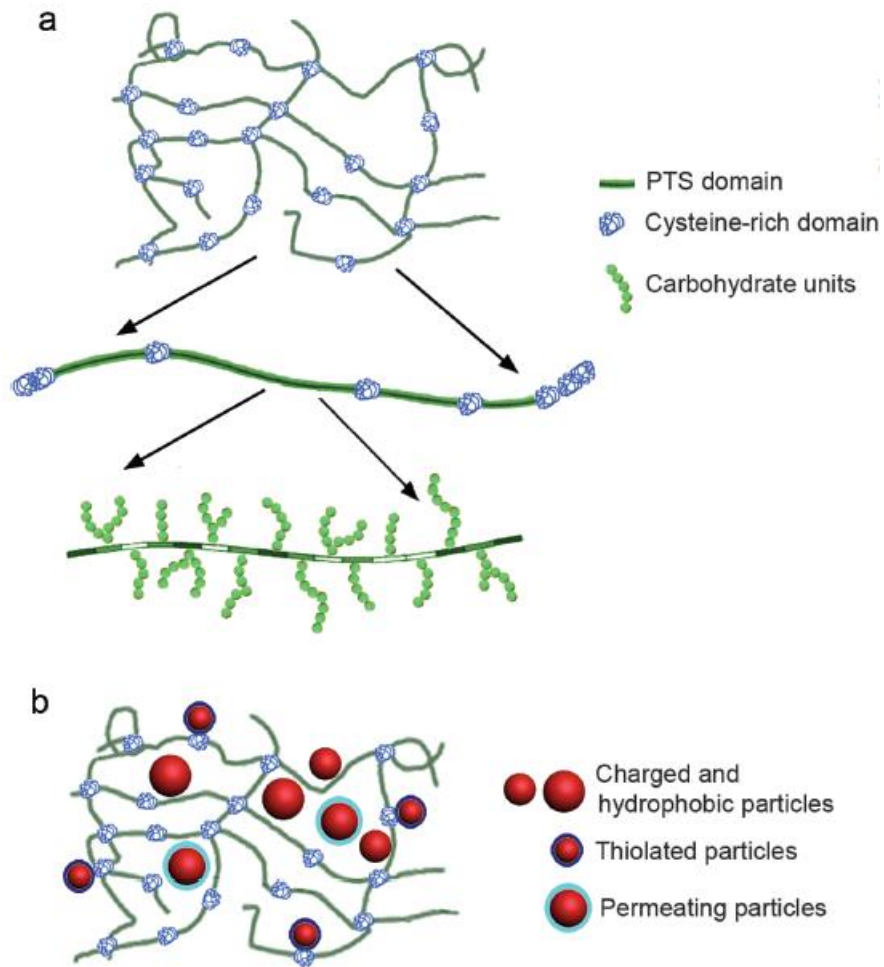 a
PTS domain
Cysteine-rich domain
Carbohydrate units
b
Charged and
hydrophobic particles
Thiolated particles
Permeating particles